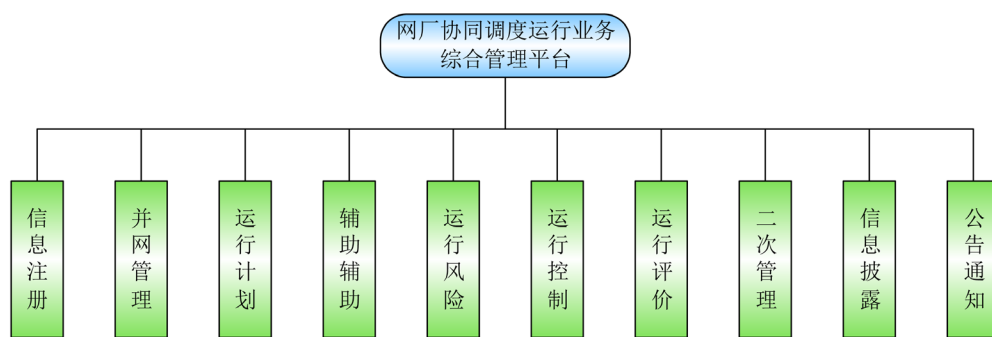 网厂协同调度运行业务
综合管理平台
信息注册
并网管理
运行计划
辅助辅助
运行风险
运行控制
运行评价
二次管理
信息披露
公告通知